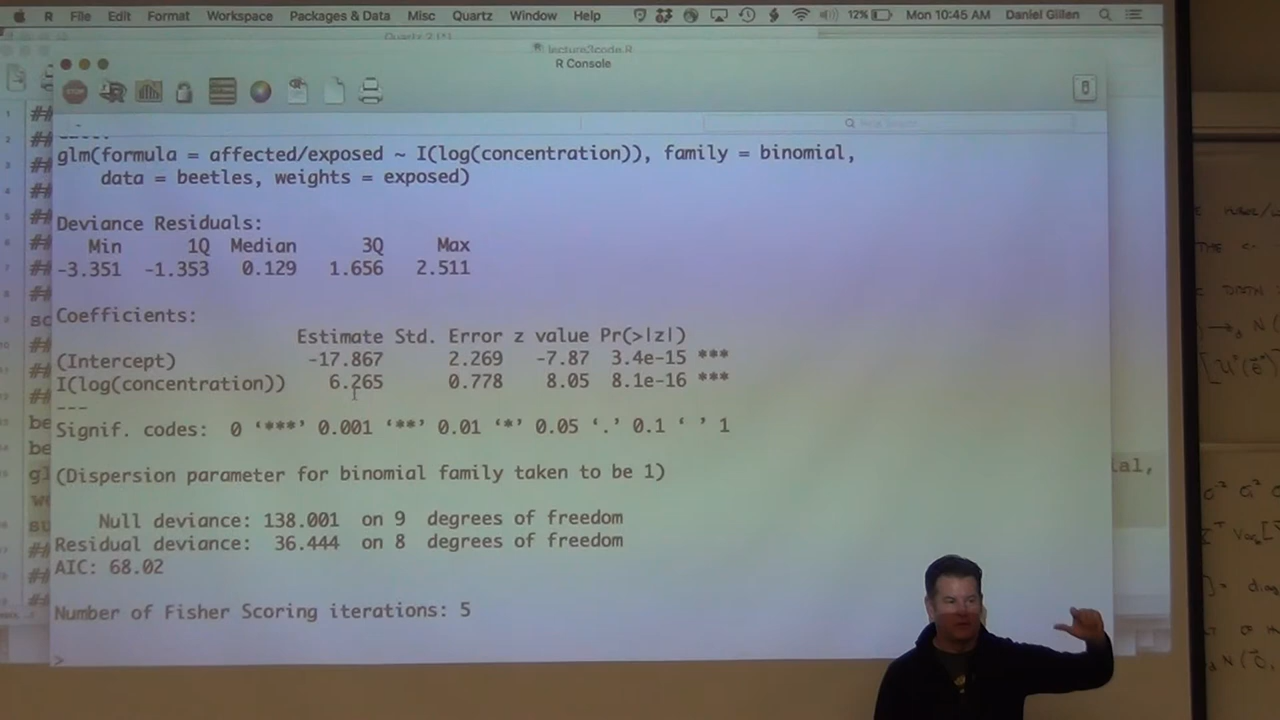 R File Edit Format Workspace Packages & Data Misc Quartz Window Help 12% Mon 10:45 AM Daniel Gillen
lecture3code.R
R Console
STOP
glm(formula = affected/exposed ~ I(log(concentration)), family = binomial,
data = beetles, weights = exposed)
Deviance Residuals:
Min 1Q Median 3Q Max
-3.351 -1.353 0.129 1.656 2.511
Coefficients:
Estimate Std. Error z value Pr(>|z|)
(Intercept) -17.867 2.269 -7.87 3.4e-15 ***
I(log(concentration)) 6.265 0.778 8.05 8.1e-16 ***
---
Signif. codes: 0 ‘***’ 0.001 ‘**’ 0.01 ‘*’ 0.05 ‘.’ 0.1 ‘ ’ 1
(Dispersion parameter for binomial family taken to be 1)
Null deviance: 138.001 on 9 degrees of freedom
Residual deviance: 36.444 on 8 degrees of freedom
AIC: 68.02
Number of Fisher Scoring iterations: 5
>
THE
DATA